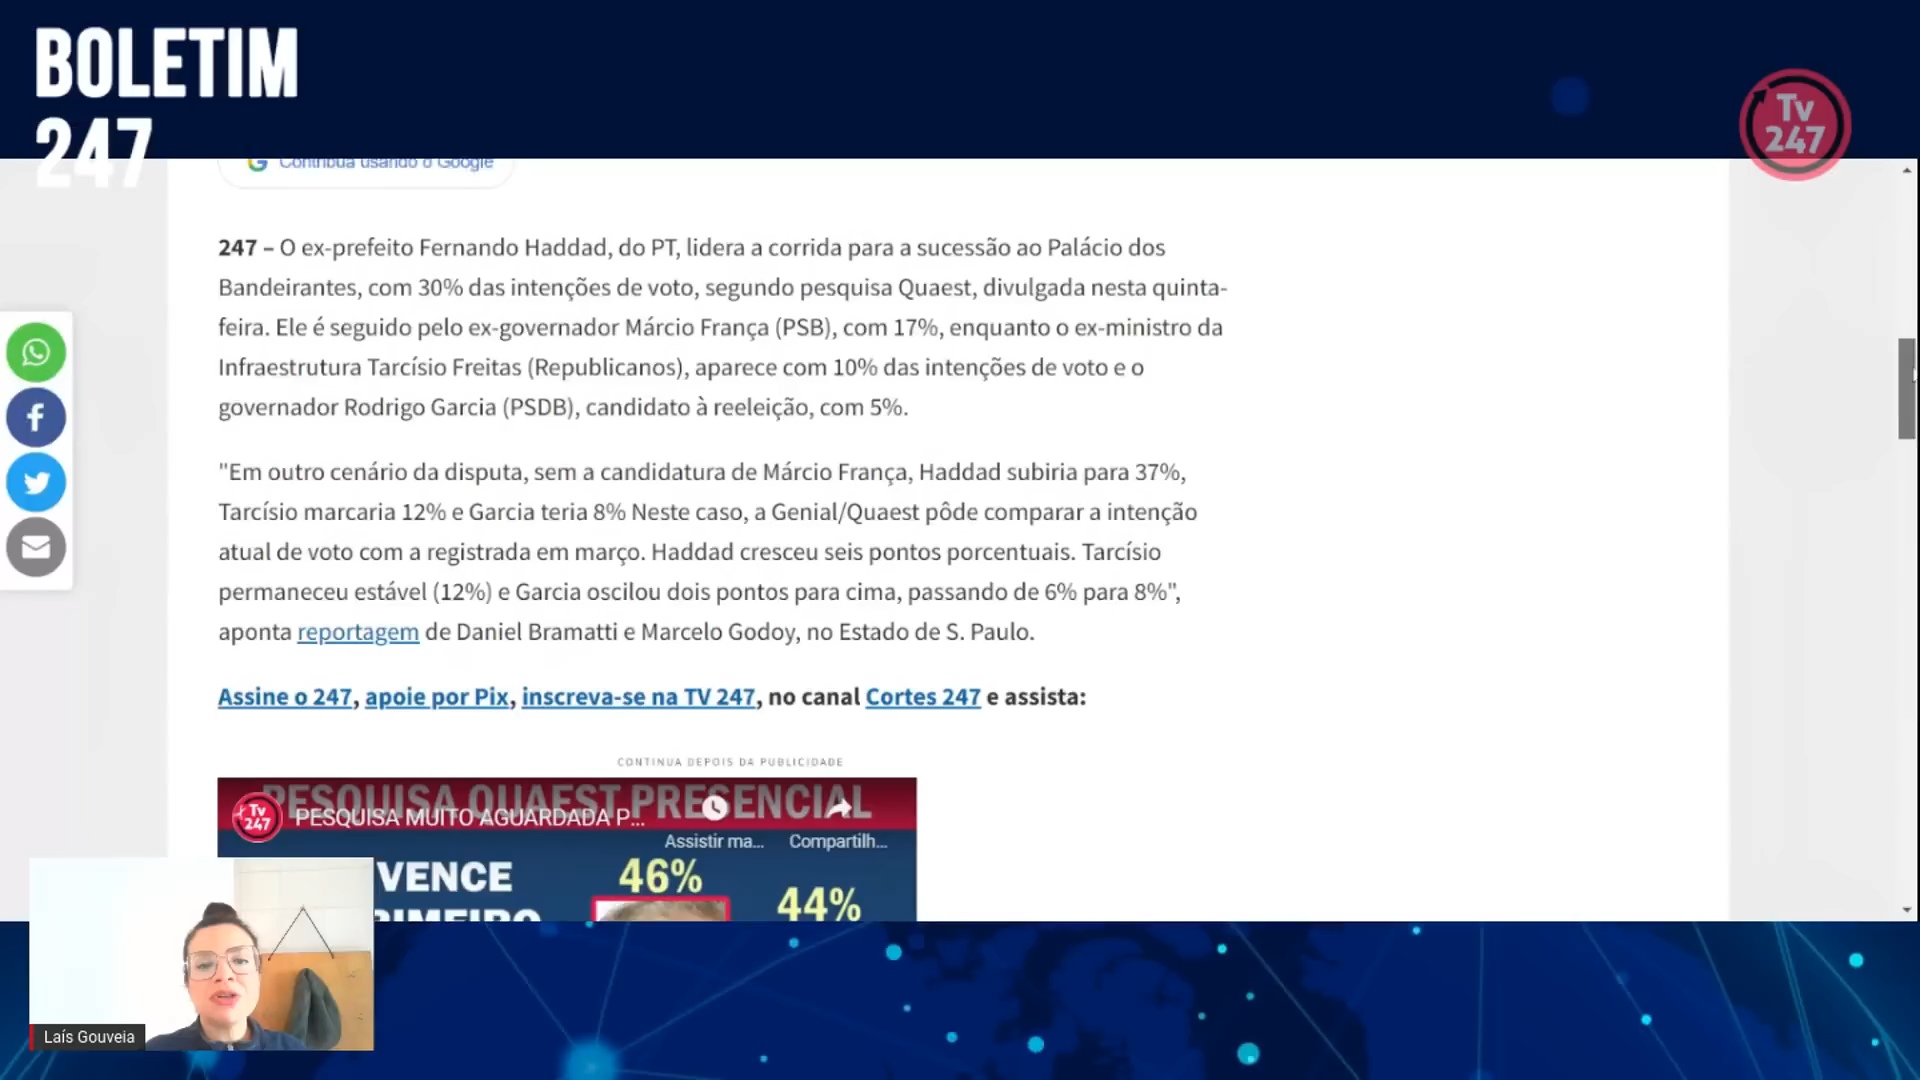 BOLETIM
247
Tv
247
Contribua usando o Google
247 – O ex-prefeito Fernando Haddad, do PT, lidera a corrida para a sucessão ao Palácio dos
Bandeirantes, com 30% das intenções de voto, segundo pesquisa Quaest, divulgada nesta quinta-
feira. Ele é seguido pelo ex-governador Márcio França (PSB), com 17%, enquanto o ex-ministro da
Infraestrutura Tarcísio Freitas (Republicanos), aparece com 10% das intenções de voto e o
governador Rodrigo Garcia (PSDB), candidato à reeleição, com 5%.
"Em outro cenário da disputa, sem a candidatura de Márcio França, Haddad subiria para 37%,
Tarcísio marcaria 12% e Garcia teria 8% Neste caso, a Genial/Quaest pôde comparar a intenção
atual de voto com a registrada em março. Haddad cresceu seis pontos porcentuais. Tarcísio
permaneceu estável (12%) e Garcia oscilou dois pontos para cima, passando de 6% para 8%",
aponta reportagem de Daniel Bramatti e Marcelo Godoy, no Estado de S. Paulo.
Assine o 247, apoie por Pix, inscreva-se na TV 247, no canal Cortes 247 e assista:
CONTINUA DEPOIS DA PUBLICIDADE
PESQUISA QUAEST PRESENCIAL
Tv
247
PESQUISA MUITO AGUARDADA P...
Assistir ma... Compartilh...
VENCE
46%
44%
Laís Gouveia